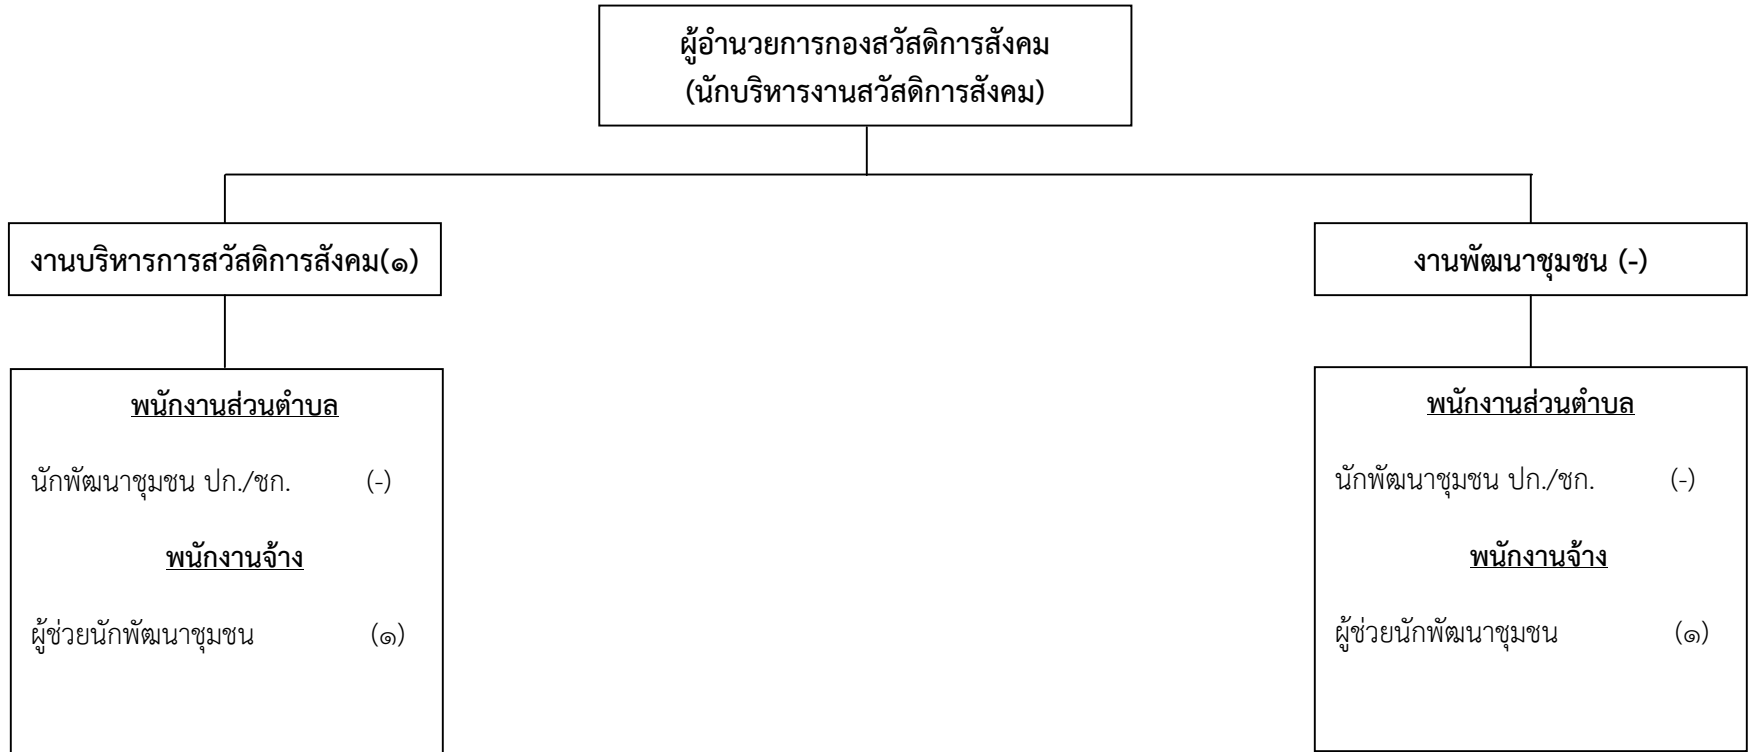 ผู้อำนวยการกองสวัสดิการสังคม
(นักบริหารงานสวัสดิการสังคม)
งานบริหารการสวัสดิการสังคม(๑)
พนักงานส่วนตำบล
นักพัฒนาชุมชน ปก./ชก. (-)
พนักงานจ้าง
ผู้ช่วยนักพัฒนาชุมชน (๑)
งานพัฒนาชุมชน (-)
พนักงานส่วนตำบล
นักพัฒนาชุมชน ปก./ชก. (-)
พนักงานจ้าง
ผู้ช่วยนักพัฒนาชุมชน (๑)